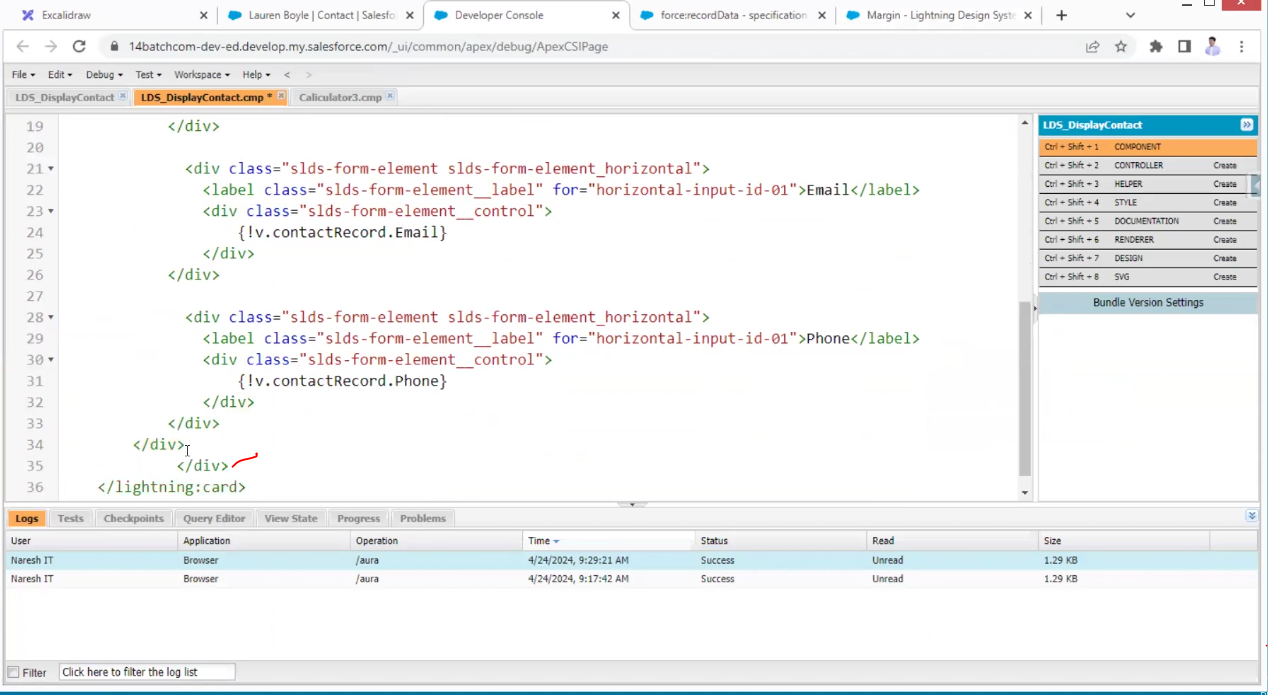 Excalidraw
Lauren Boyle | Contact | Salesfo
Developer Console
force:recordData - specification
Margin - Lightning Design Syste
14batchcom-dev-ed.develop.my.salesforce.com/_ui/common/apex/debug/ApexCSIPage
File Edit Debug Test Workspace Help < >
LDS_DisplayContact LDS_DisplayContact.cmp * Caliculator3.cmp
19 </div>
20
21 <div class="slds-form-element slds-form-element_horizontal">
22 <label class="slds-form-element__label" for="horizontal-input-id-01">Email</label>
23 <div class="slds-form-element__control">
24 {!v.contactRecord.Email}
25 </div>
26 </div>
27
28 <div class="slds-form-element slds-form-element_horizontal">
29 <label class="slds-form-element__label" for="horizontal-input-id-01">Phone</label>
30 <div class="slds-form-element__control">
31 {!v.contactRecord.Phone}
32 </div>
33 </div>
34 </div>
35 </div>
36 </lightning:card>
LDS_DisplayContact
Ctrl + Shift + 1 COMPONENT
Ctrl + Shift + 2 CONTROLLER Create
Ctrl + Shift + 3 HELPER Create
Ctrl + Shift + 4 STYLE Create
Ctrl + Shift + 5 DOCUMENTATION Create
Ctrl + Shift + 6 RENDERER Create
Ctrl + Shift + 7 DESIGN Create
Ctrl + Shift + 8 SVG Create
Bundle Version Settings
Logs Tests Checkpoints Query Editor View State Progress Problems
User Application Operation Time Status Read Size
Naresh IT Browser /aura 4/24/2024, 9:29:21 AM Success Unread 1.29 KB
Naresh IT Browser /aura 4/24/2024, 9:17:42 AM Success Unread 1.29 KB
Filter Click here to filter the log list